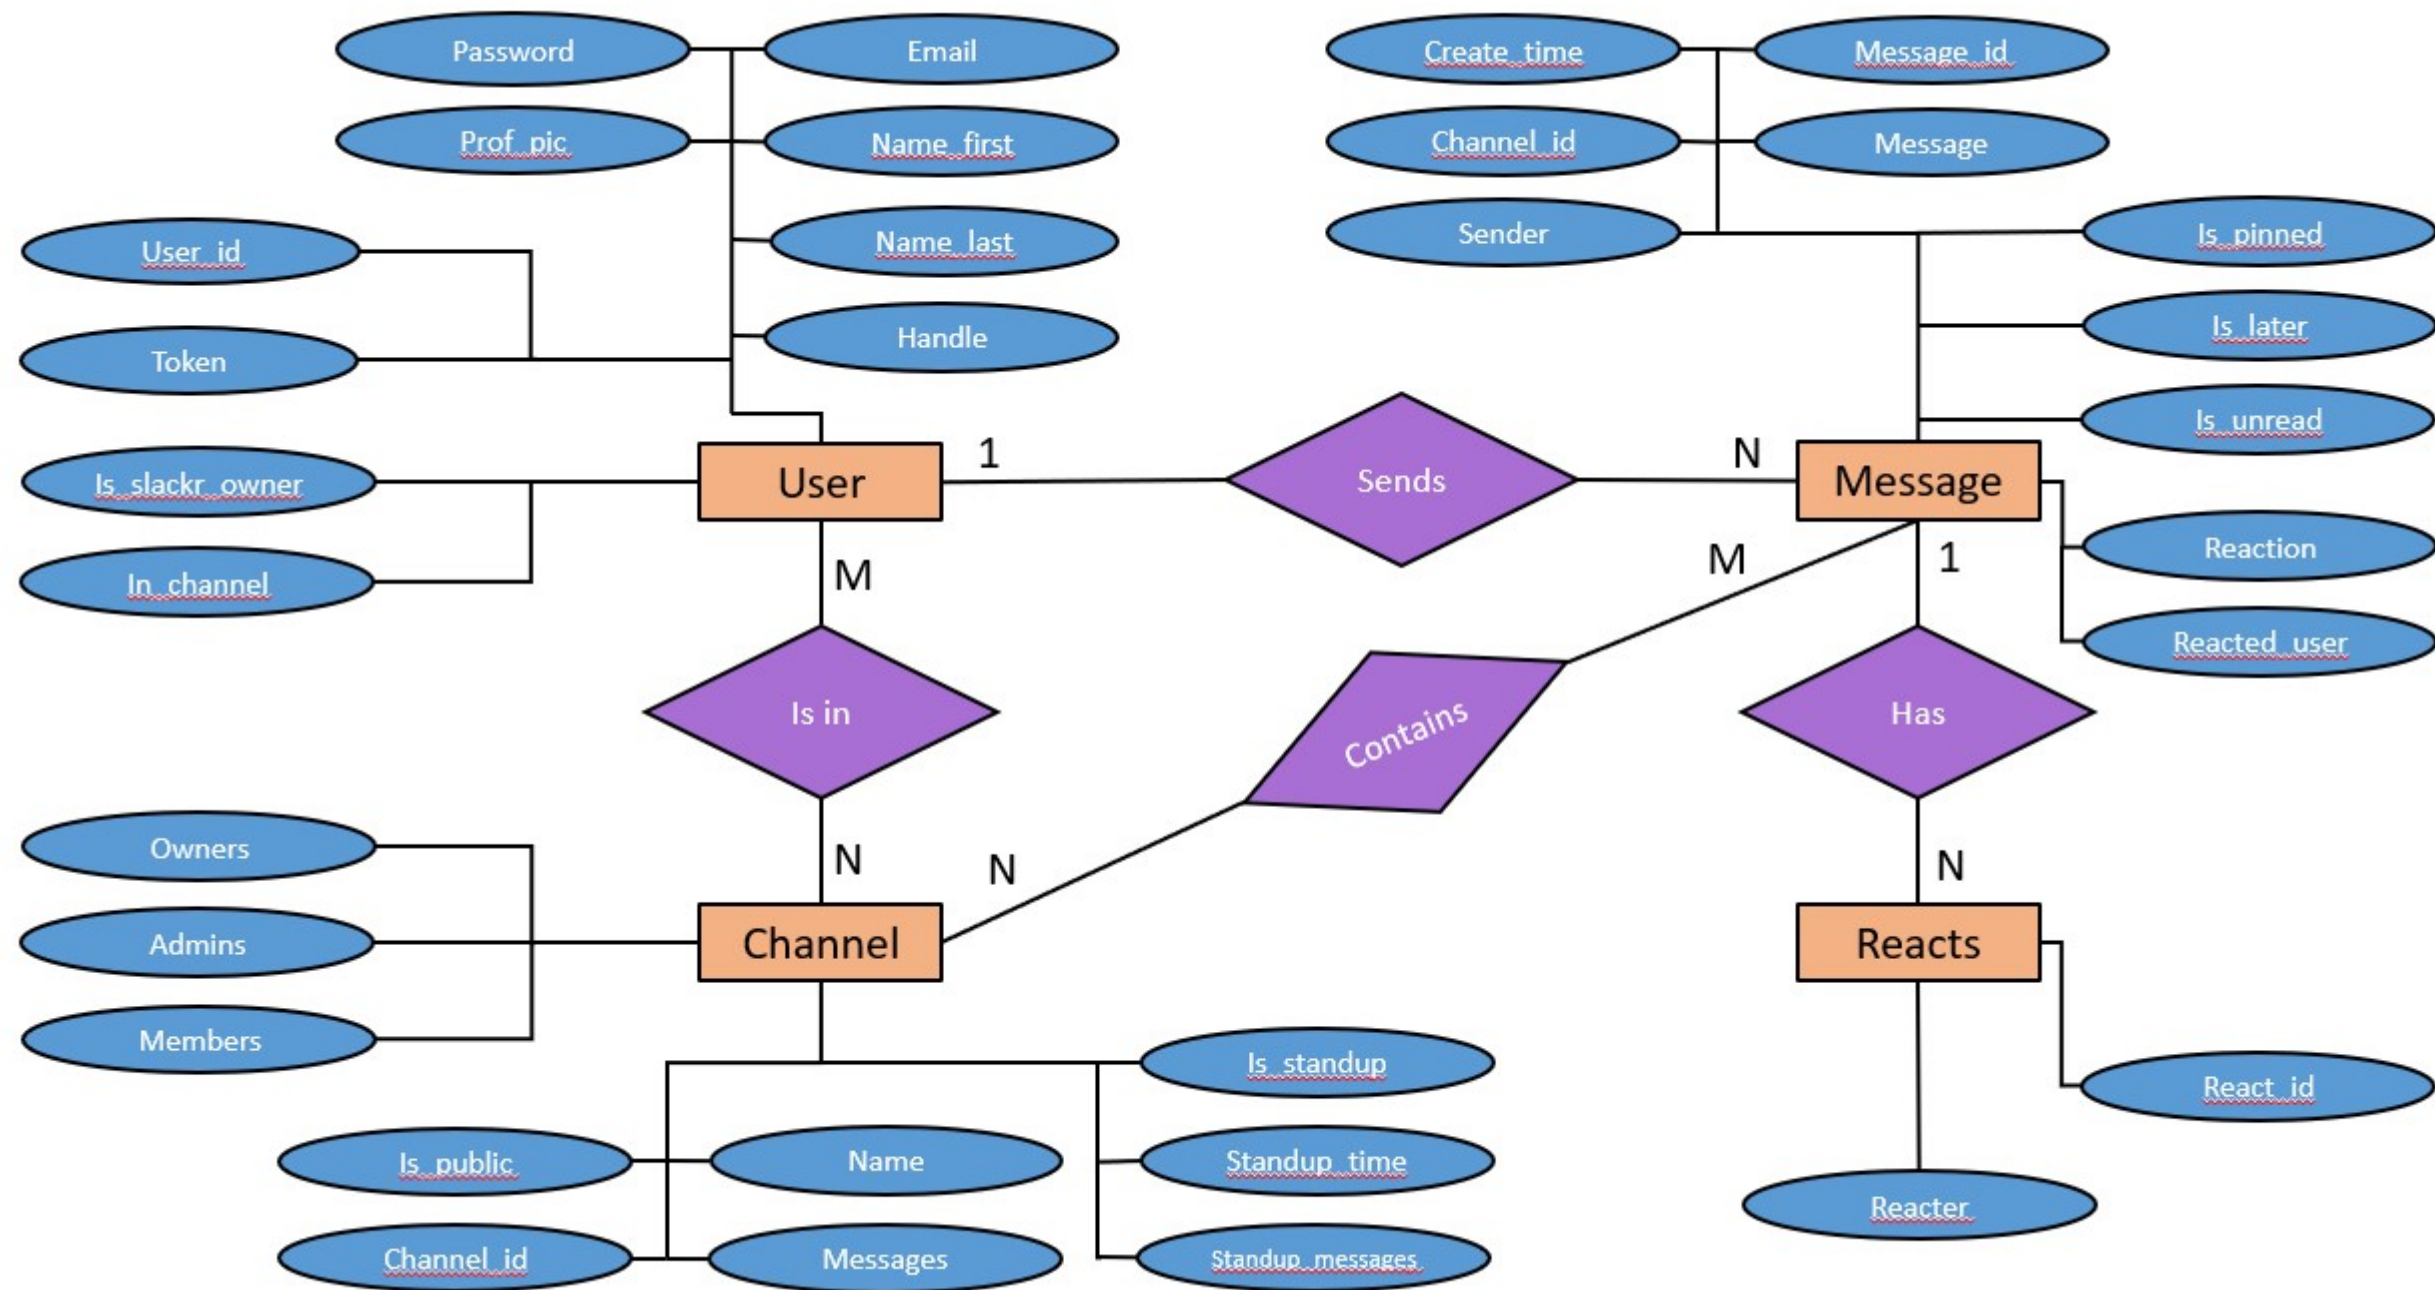 Password
Email
Create_time
Message_id
Prof_pic
Name_first
Channel_id
Message
User_id
Name_last
Sender
Is_pinned
Token
Handle
Is_later
Is_unread
Is_slackr_owner
User
1
Sends
N
Message
In_channel
M
M
1
Reaction
Reacted_user
Is in
Contains
Has
Owners
N
N
N
Admins
Channel
Reacts
Members
Is_standup
React_id
Is_public
Name
Standup_time
Reacter
Channel_id
Messages
Standup_messages